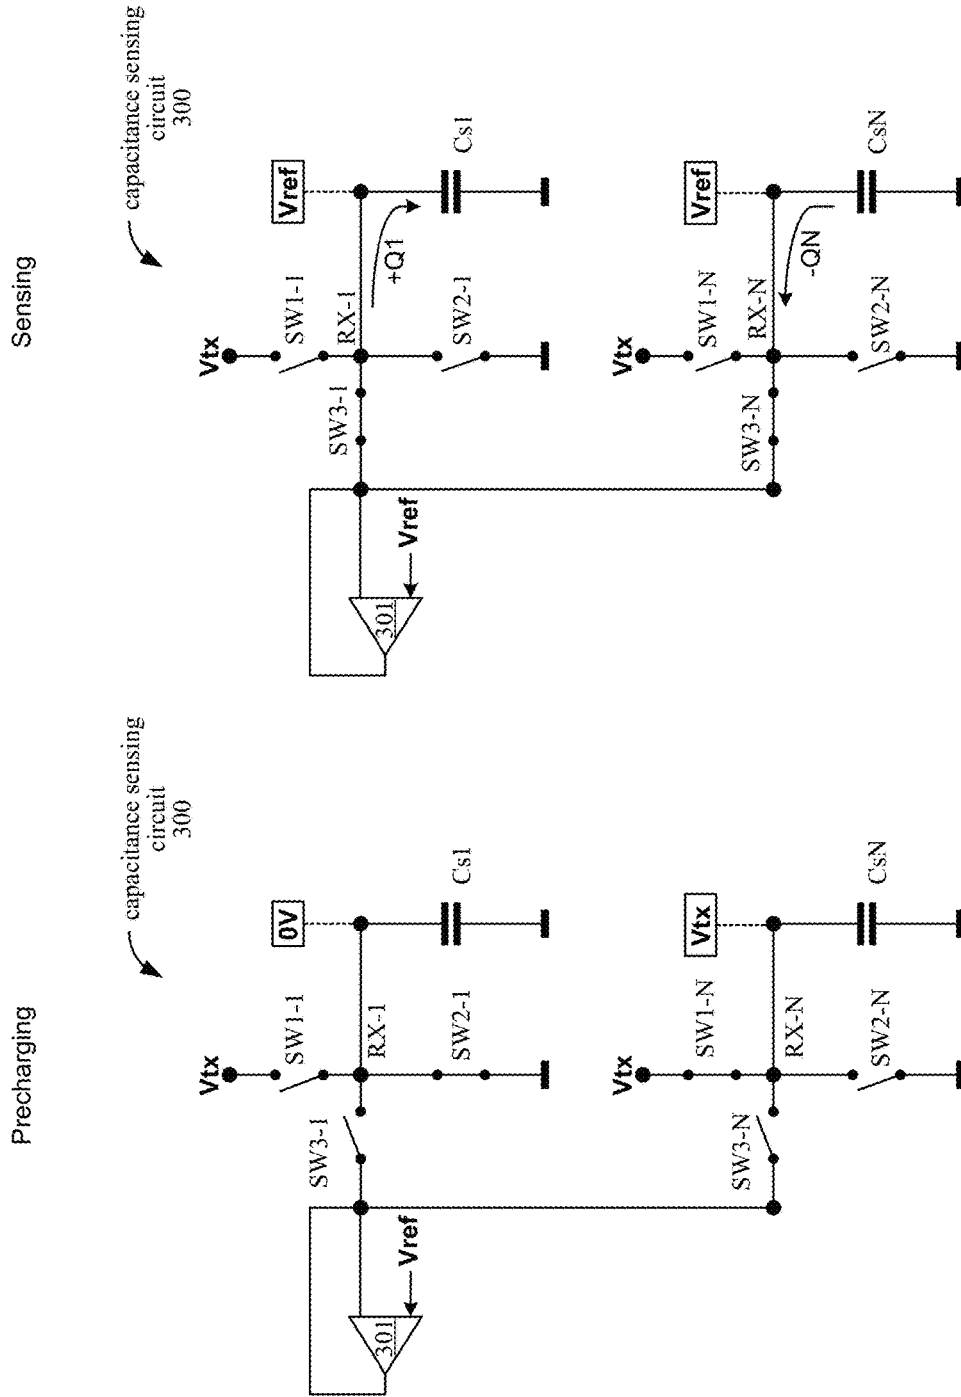 Precharging
capacitance sensing
circuit
300
Vtx
SW1-1
0V
SW3-1
RX-1
SW2-1
Cs1
301
Vref
Vtx
SW1-N
Vtx
SW3-N
RX-N
SW2-N
CsN
Sensing
capacitance sensing
circuit
300
Vtx
SW1-1
Vref
SW3-1
RX-1
+Q1
SW2-1
Cs1
301
Vref
Vtx
SW1-N
Vref
SW3-N
RX-N
-QN
SW2-N
CsN